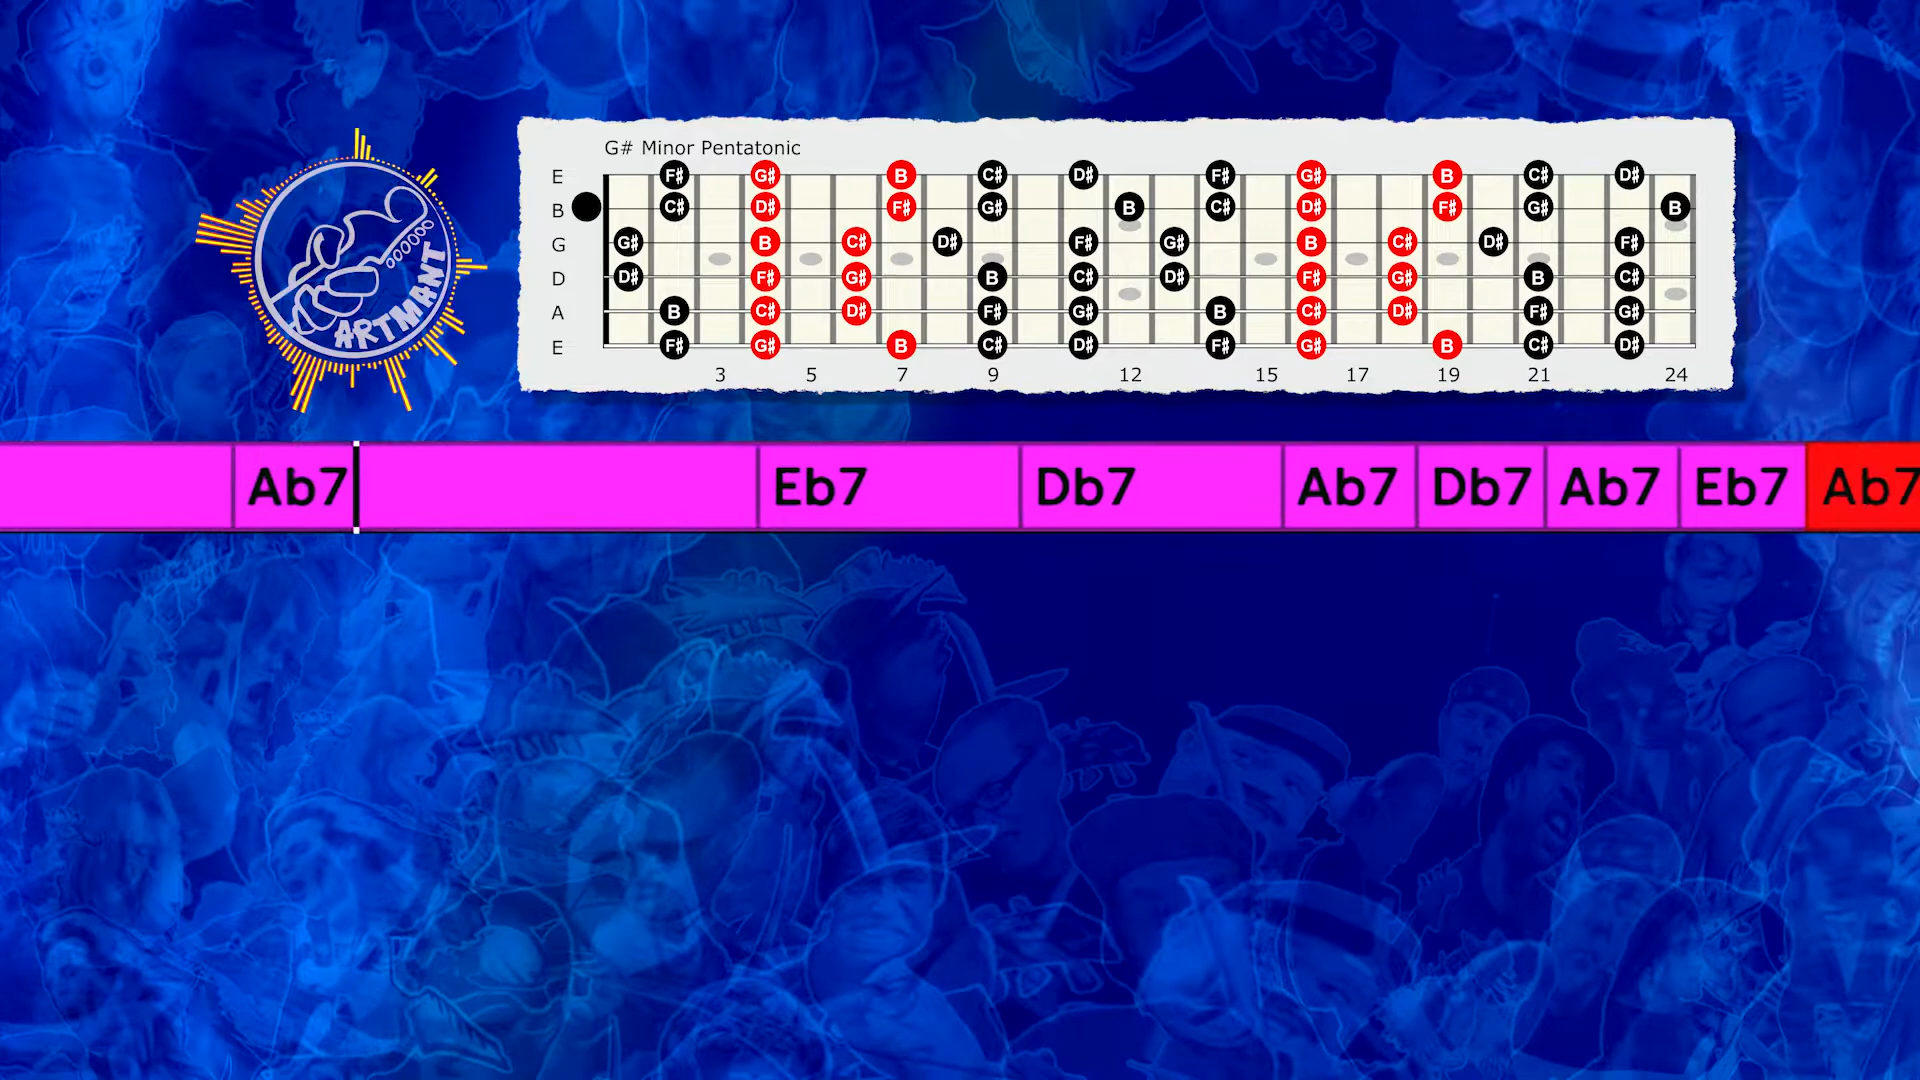 G# Minor Pentatonic
E F# G# B C# D# F# G# B C# D#
B C# D# F# G# B C# D# F# G# B
G G# B C# D# F# G# B C# D# F#
D D# F# G# B C# D# F# G# B C#
A B C# D# F# G# B C# D# F# G#
E F# G# B C# D# F# G# B C# D#
3 5 7 9 12 15 17 19 21 24
ARTMANT
Ab7 Eb7 Db7 Ab7 Db7 Ab7 Eb7 Ab7